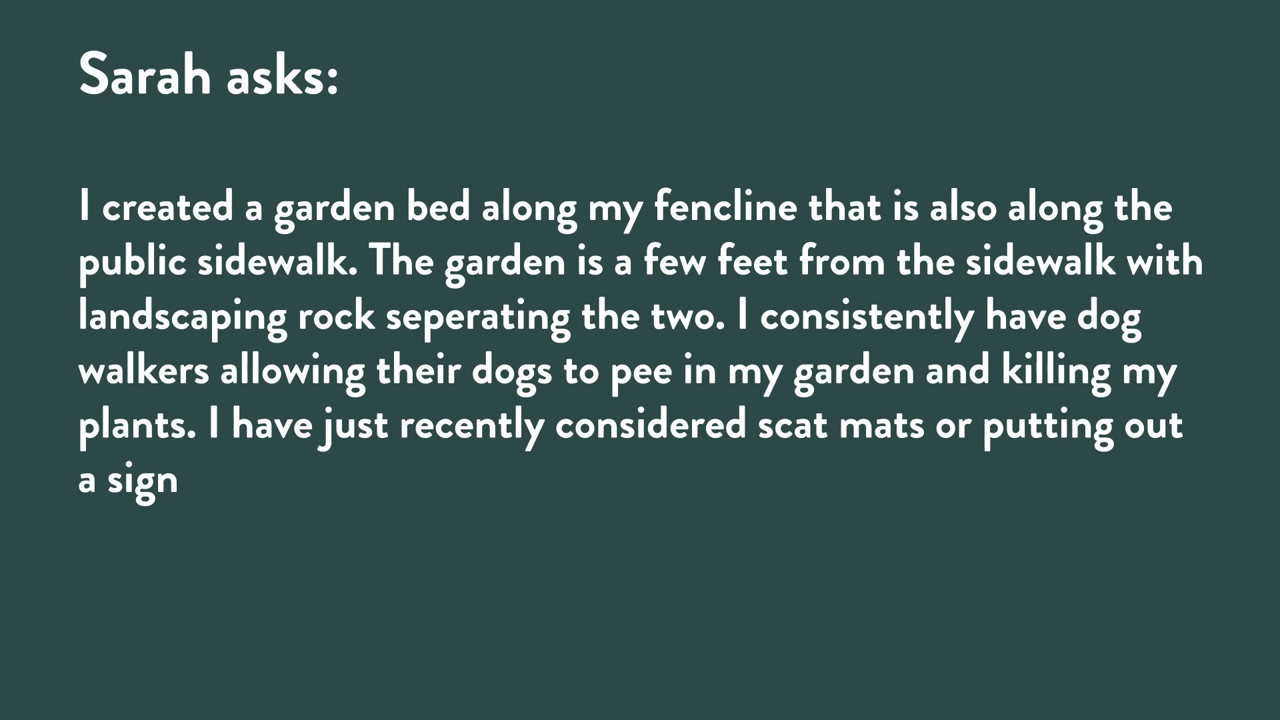 Sarah asks:
I created a garden bed along my fencline that is also along the
public sidewalk. The garden is a few feet from the sidewalk with
landscaping rock seperating the two. I consistently have dog
walkers allowing their dogs to pee in my garden and killing my
plants. I have just recently considered scat mats or putting out
a sign